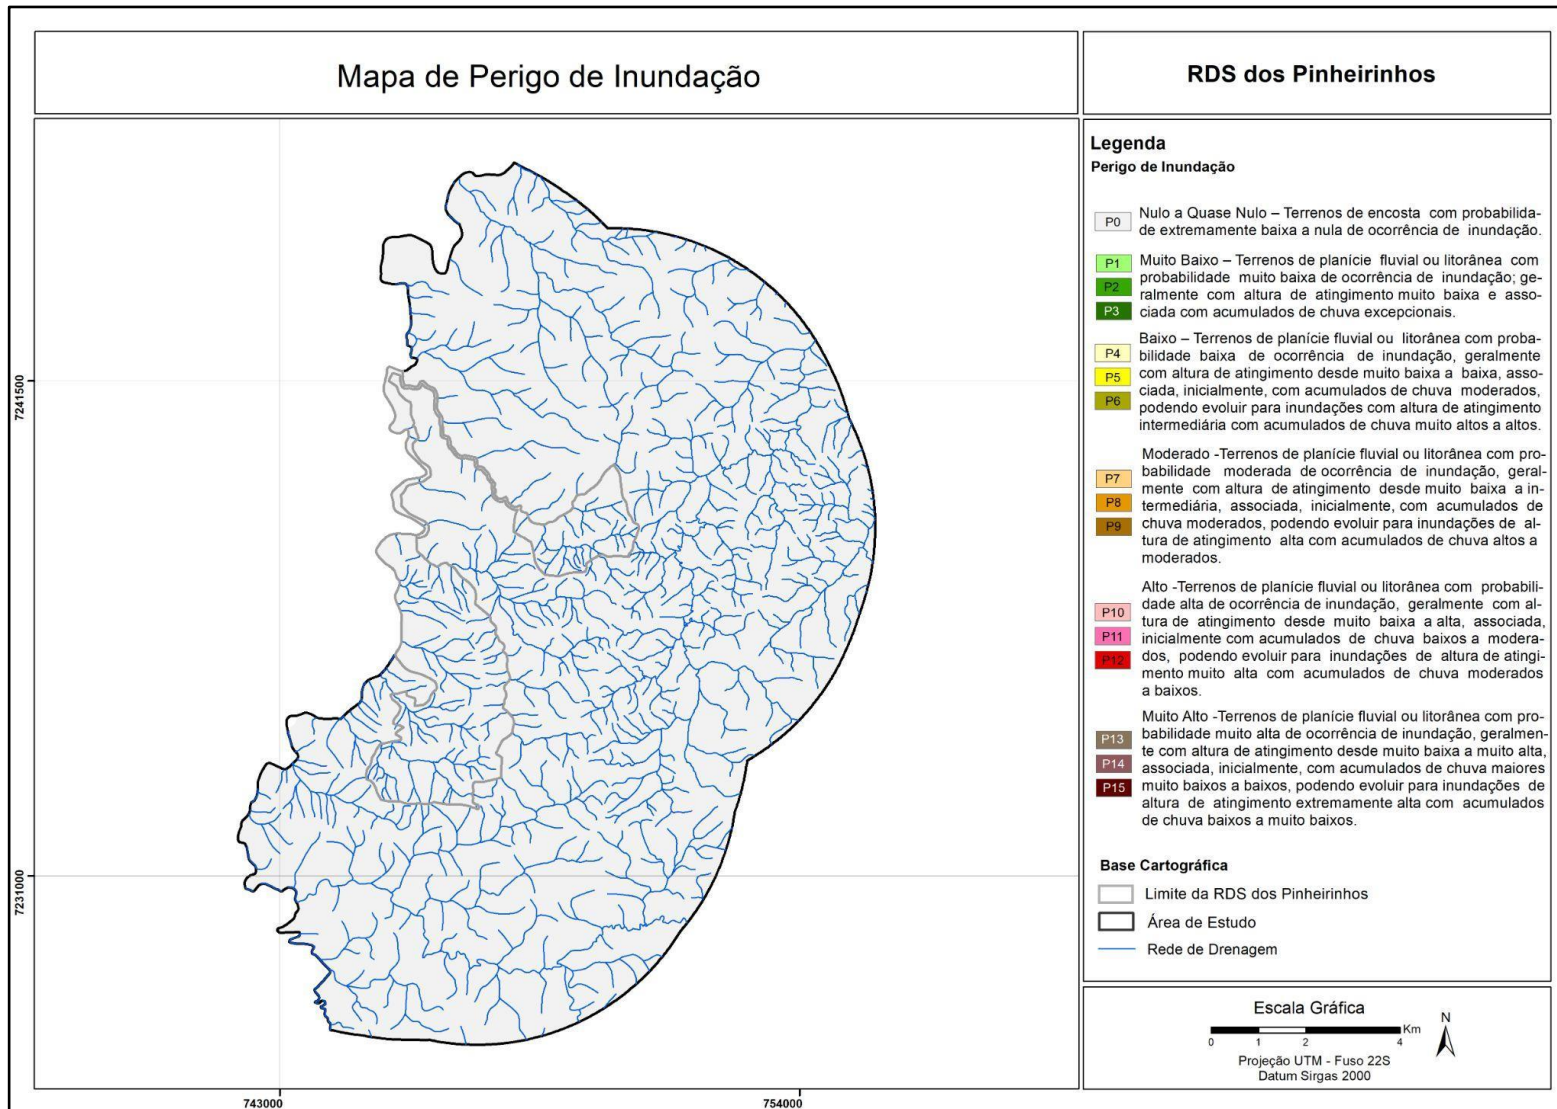 Mapa de Perigo de Inundação
RDS dos Pinheirinhos
Legenda
Perigo de Inundação
P0
Nulo a Quase Nulo – Terrenos de encosta com probabilida-
de extremamente baixa a nula de ocorrência de inundação.
P1
P2
P3
Muito Baixo – Terrenos de planície fluvial ou litorânea com
probabilidade muito baixa de ocorrência de inundação; ge-
ralmente com altura de atingimento muito baixa e asso-
ciada com acumulados de chuva excepcionais.
P4
P5
P6
Baixo – Terrenos de planície fluvial ou litorânea com proba-
bilidade baixa de ocorrência de inundação, geralmente
com altura de atingimento desde muito baixa a baixa, asso-
ciada, inicialmente, com acumulados de chuva moderados,
podendo evoluir para inundações com altura de atingimento
intermediária com acumulados de chuva muito altos a altos.
P7
P8
P9
Moderado -Terrenos de planície fluvial ou litorânea com pro-
babilidade moderada de ocorrência de inundação, geral-
mente com altura de atingimento desde muito baixa a in-
termediária, associada, inicialmente, com acumulados de
chuva moderados, podendo evoluir para inundações de al-
tura de atingimento alta com acumulados de chuva altos a
moderados.
P10
P11
P12
Alto -Terrenos de planície fluvial ou litorânea com probabili-
dade alta de ocorrência de inundação, geralmente com al-
tura de atingimento desde muito baixa a alta, associada,
inicialmente com acumulados de chuva baixos a modera-
dos, podendo evoluir para inundações de altura de atingi-
mento muito alta com acumulados de chuva moderados
a baixos.
P13
P14
P15
Muito Alto -Terrenos de planície fluvial ou litorânea com pro-
babilidade muito alta de ocorrência de inundação, geralmen-
te com altura de atingimento desde muito baixa a muito alta,
associada, inicialmente, com acumulados de chuva maiores
muito baixos a baixos, podendo evoluir para inundações de
altura de atingimento extremamente alta com acumulados
de chuva baixos a muito baixos.
Base Cartográfica
Limite da RDS dos Pinheirinhos
Área de Estudo
Rede de Drenagem
Escala Gráfica
Km
0 1 2 4
N
Projeção UTM - Fuso 22S
Datum Sirgas 2000
7241500
7231000
743000
754000